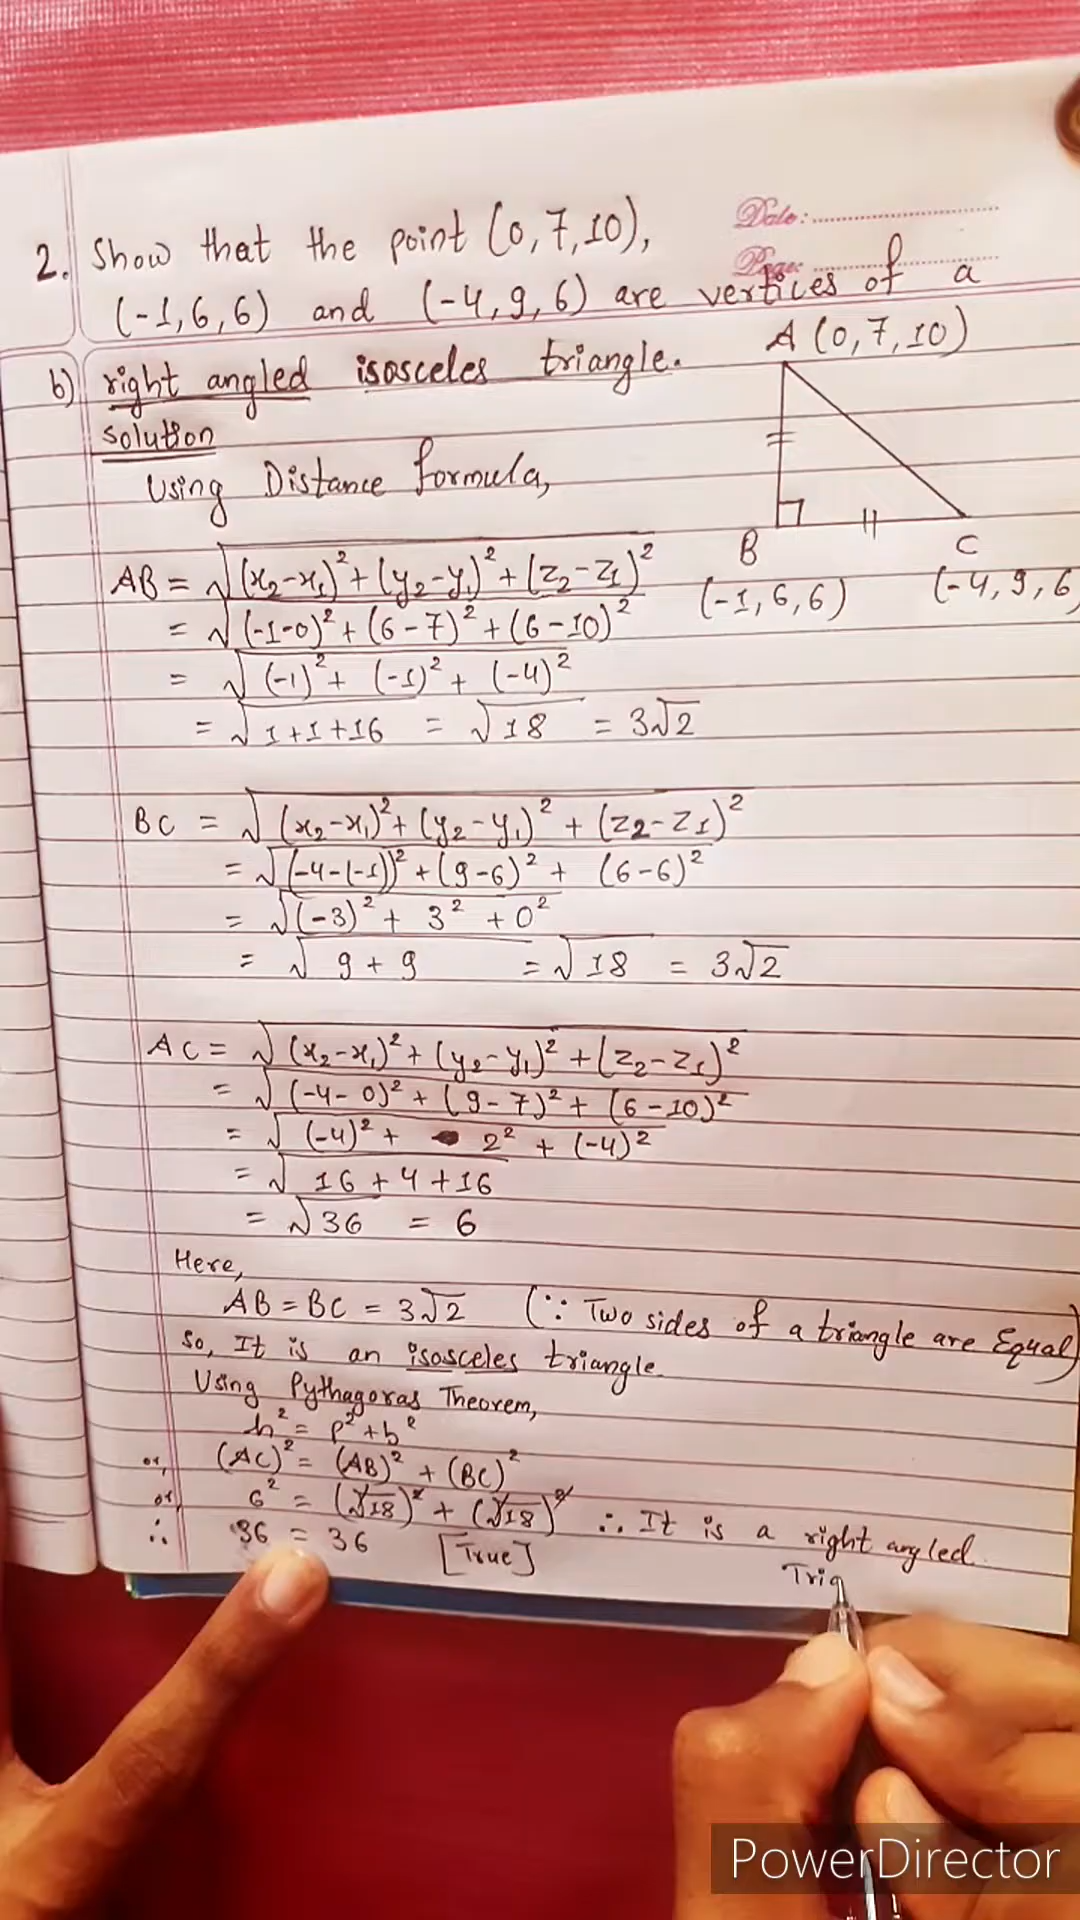 Date:
Page:
2. Show that the point (0,7,10),
(-1,6,6) and (-4,9,6) are vertices of a
b) right angled isosceles triangle.
A (0,7,10)
B
(-1,6,6)
C
(-4,9,6
Solution
Using Distance formula,
AB = √(x₂-x₁)²+(y₂-y₁)²+(z₂-z₁)²
= √(-1-0)²+(6-7)²+(6-10)²
= √(-1)²+(-1)²+(-4)²
= √1+1+16 = √18 = 3√2
BC = √(x₂-x₁)²+(y₂-y₁)²+(z₂-z₁)²
= √(-4-(-1))²+(9-6)²+(6-6)²
= √(-3)²+3²+0²
= √9+9 = √18 = 3√2
AC = √(x₂-x₁)²+(y₂-y₁)²+(z₂-z₁)²
= √(-4-0)²+(9-7)²+(6-10)²
= √(-4)²+2²+(-4)²
= √16+4+16
= √36 = 6
Here,
AB = BC = 3√2 (∵ Two sides of a triangle are Equal)
So, It is an isosceles triangle.
Using Pythagoras Theorem,
h² = p²+b²
or, (AC)² = (AB)²+(BC)²
or, 6² = (√18)²+(√18)² ∴ It is a right angled.
∴ 36 = 36 [True]
Trig
PowerDirector